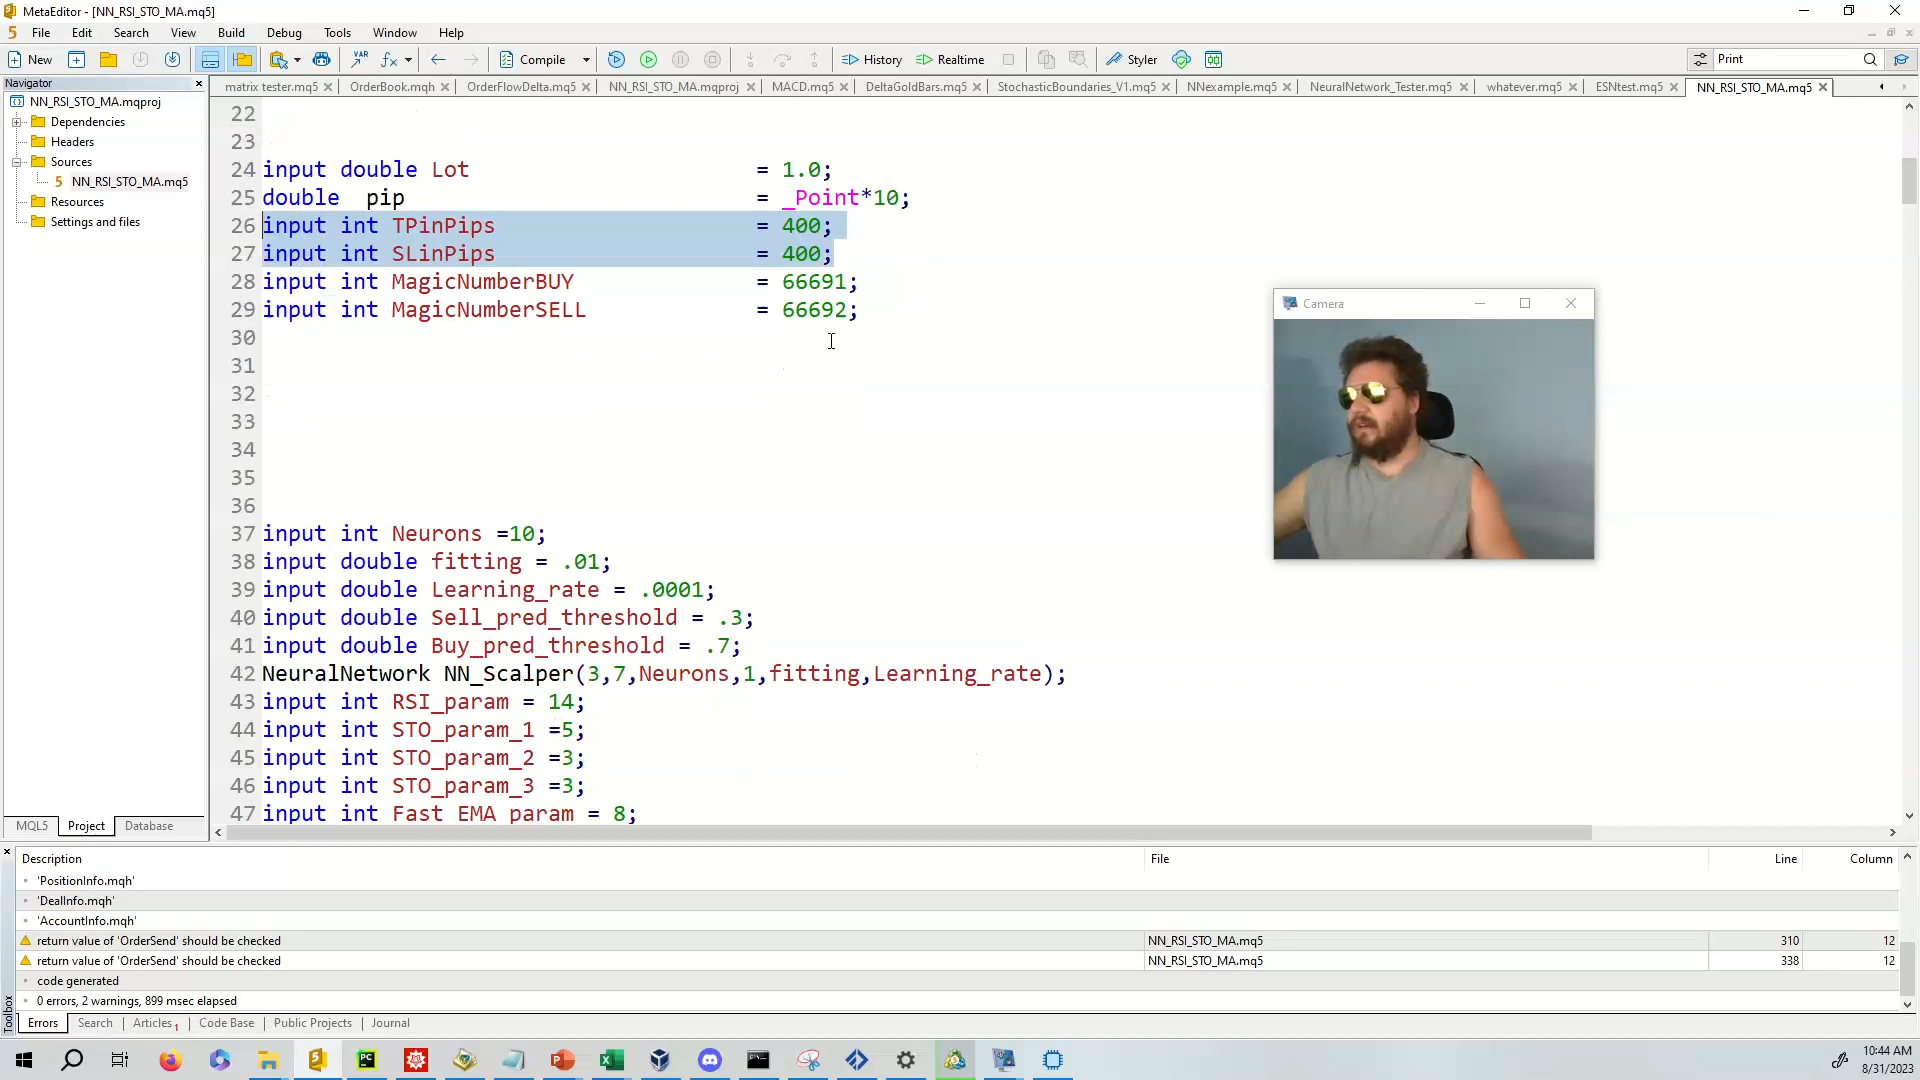 MetaEditor - [NN_RSI_STO_MA.mq5]
File Edit Search View Build Debug Tools Window Help
New Compile History Realtime Styler Print
Navigator
matrix tester.mq5 OrderBook.mqh OrderFlowDelta.mq5 NN_RSI_STO_MA.mqproj MACD.mq5 DeltaGoldBars.mq5 StochasticBoundaries_V1.mq5 NNexample.mq5 NeuralNetwork_Tester.mq5 whatever.mq5 ESNtest.mq5 NN_RSI_STO_MA.mq5
NN_RSI_STO_MA.mqproj
Dependencies
Headers
Sources
NN_RSI_STO_MA.mq5
Resources
Settings and files
22
23
24 input double Lot = 1.0;
25 double pip = _Point*10;
26 input int TPinPips = 400;
27 input int SLinPips = 400;
28 input int MagicNumberBUY = 66691;
29 input int MagicNumberSELL = 66692;
30
31
32
33
34
35
36
37 input int Neurons =10;
38 input double fitting = .01;
39 input double Learning_rate = .0001;
40 input double Sell_pred_threshold = .3;
41 input double Buy_pred_threshold = .7;
42 NeuralNetwork NN_Scalper(3,7,Neurons,1,fitting,Learning_rate);
43 input int RSI_param = 14;
44 input int STO_param_1 =5;
45 input int STO_param_2 =3;
46 input int STO_param_3 =3;
47 input int Fast EMA param = 8;
Camera
MQL5 Project Database
Description File Line Column
'PositionInfo.mqh'
'DealInfo.mqh'
'AccountInfo.mqh'
return value of 'OrderSend' should be checked NN_RSI_STO_MA.mq5 310 12
return value of 'OrderSend' should be checked NN_RSI_STO_MA.mq5 338 12
code generated
0 errors, 2 warnings, 899 msec elapsed
Toolbox
Errors Search Articles 1 Code Base Public Projects Journal
10:44 AM
8/31/2023